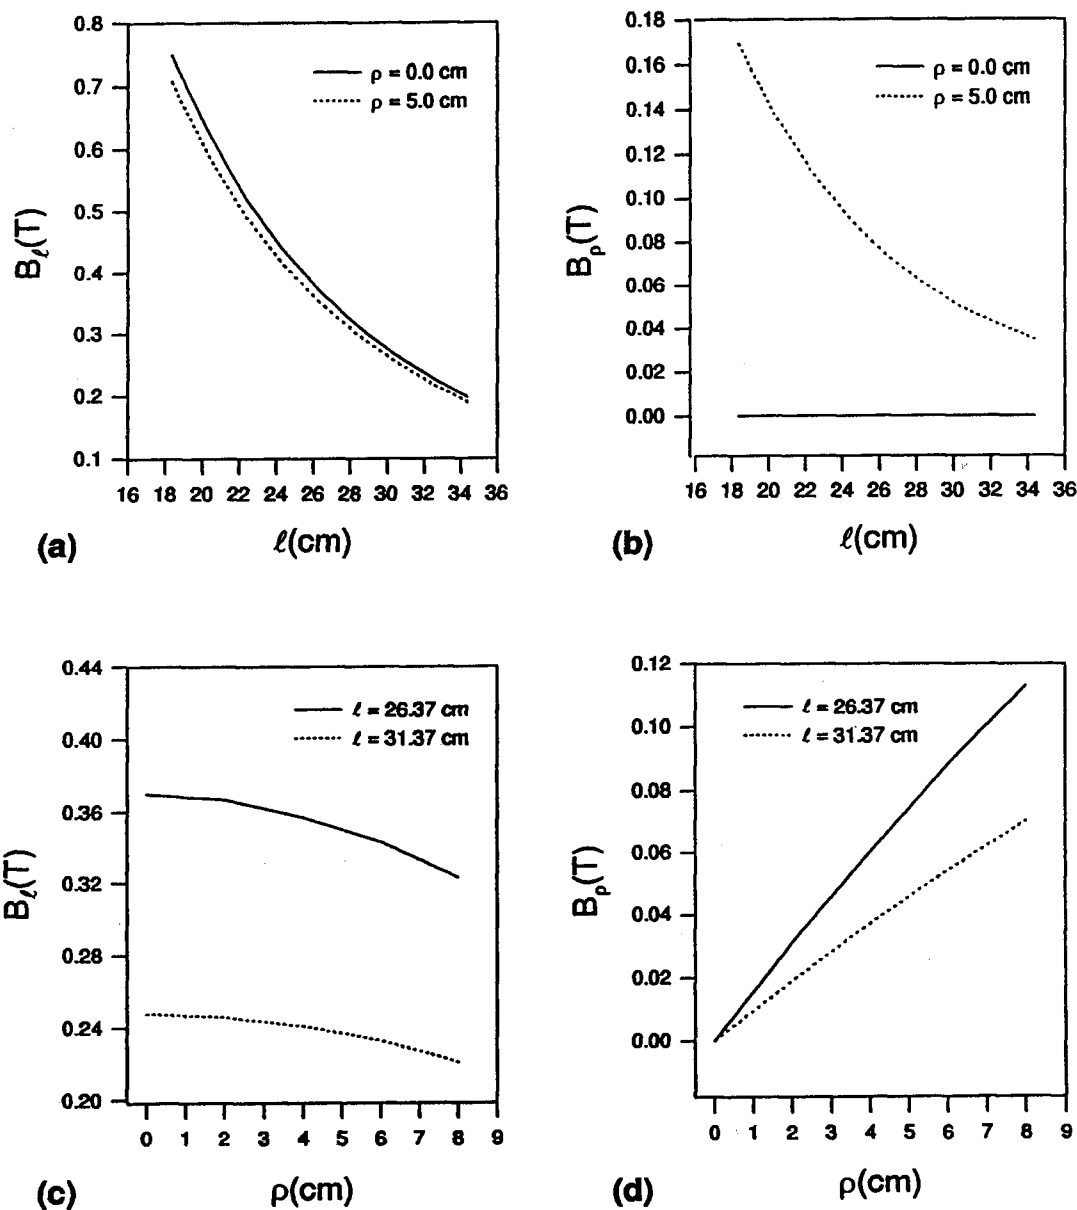 0.8
0.7
0.6
0.5
0.4
0.3
0.2
0.1
Bℓ(T)
ρ = 0.0 cm
ρ = 5.0 cm
16 18 20 22 24 26 28 30 32 34 36
(a)
ℓ(cm)
0.18
0.16
0.14
0.12
0.10
0.08
0.06
0.04
0.02
0.00
Bρ(T)
ρ = 0.0 cm
ρ = 5.0 cm
16 18 20 22 24 26 28 30 32 34 36
(b)
ℓ(cm)
0.44
0.40
0.36
0.32
0.28
0.24
0.20
Bℓ(T)
ℓ = 26.37 cm
ℓ = 31.37 cm
0 1 2 3 4 5 6 7 8 9
(c)
ρ(cm)
0.12
0.10
0.08
0.06
0.04
0.02
0.00
Bρ(T)
ℓ = 26.37 cm
ℓ = 31.37 cm
0 1 2 3 4 5 6 7 8 9
(d)
ρ(cm)